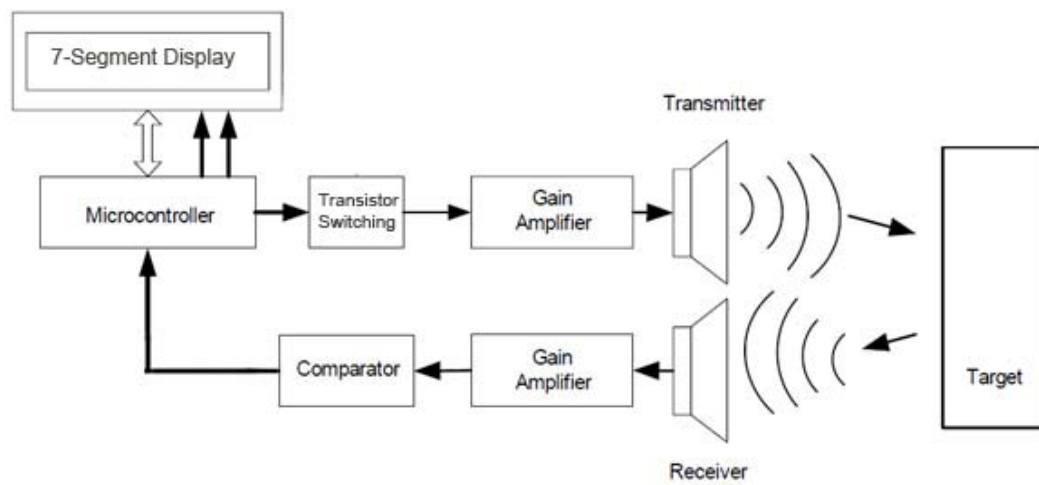 7-Segment Display
Transmitter
Microcontroller
Transistor
Switching
Gain
Amplifier
Comparator
Gain
Amplifier
Target
Receiver